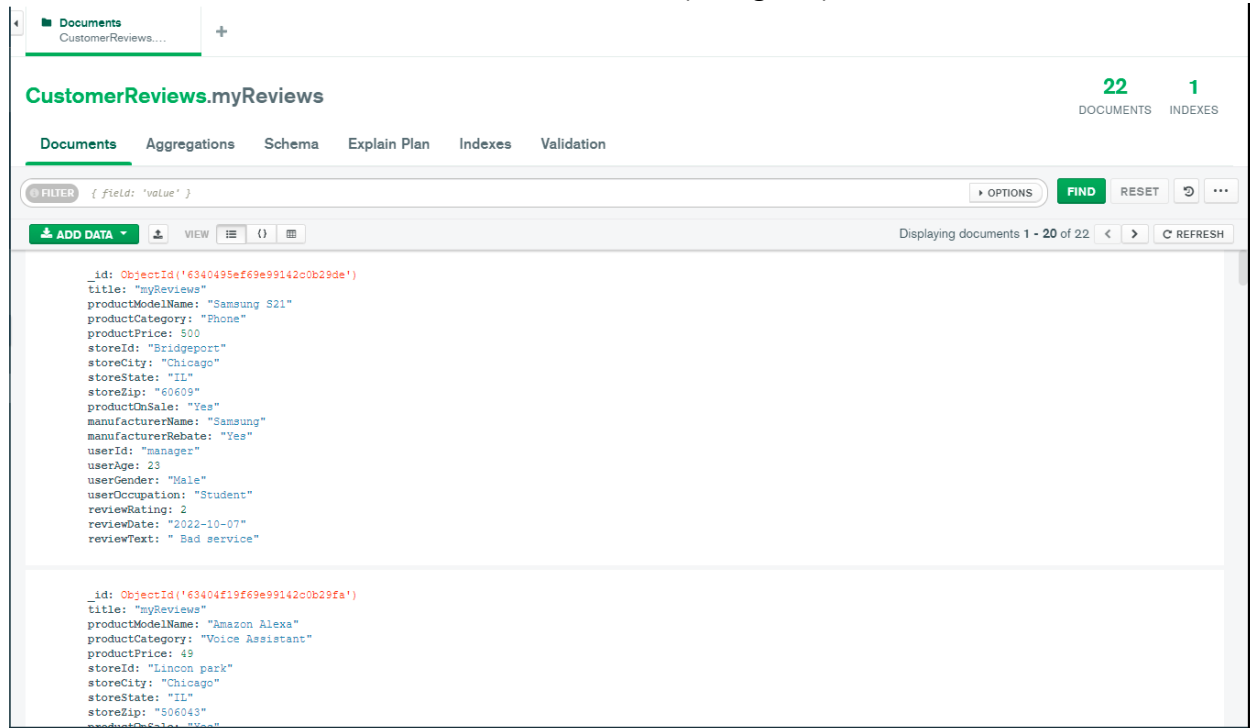 Documents
CustomerReviews....
CustomerReviews.myReviews
22
DOCUMENTS
1
INDEXES
Documents Aggregations Schema Explain Plan Indexes Validation
FILTER { field: 'value' } OPTIONS FIND RESET
ADD DATA VIEW {} Displaying documents 1 - 20 of 22 < > REFRESH
_id: ObjectId('6340495ef69e99142c0b29de')
title: "myReviews"
productModelName: "Samsung S21"
productCategory: "Phone"
productPrice: 500
storeId: "Bridgeport"
storeCity: "Chicago"
storeState: "IL"
storeZip: "60609"
productOnSale: "Yes"
manufacturerName: "Samsung"
manufacturerRebate: "Yes"
userId: "manager"
userAge: 23
userGender: "Male"
userOccupation: "Student"
reviewRating: 2
reviewDate: "2022-10-07"
reviewText: " Bad service"
_id: ObjectId('63404f19f69e99142c0b29fa')
title: "myReviews"
productModelName: "Amazon Alexa"
productCategory: "Voice Assistant"
productPrice: 49
storeId: "Lincon park"
storeCity: "Chicago"
storeState: "IL"
storeZip: "506043"
productOnSale: "Yes"